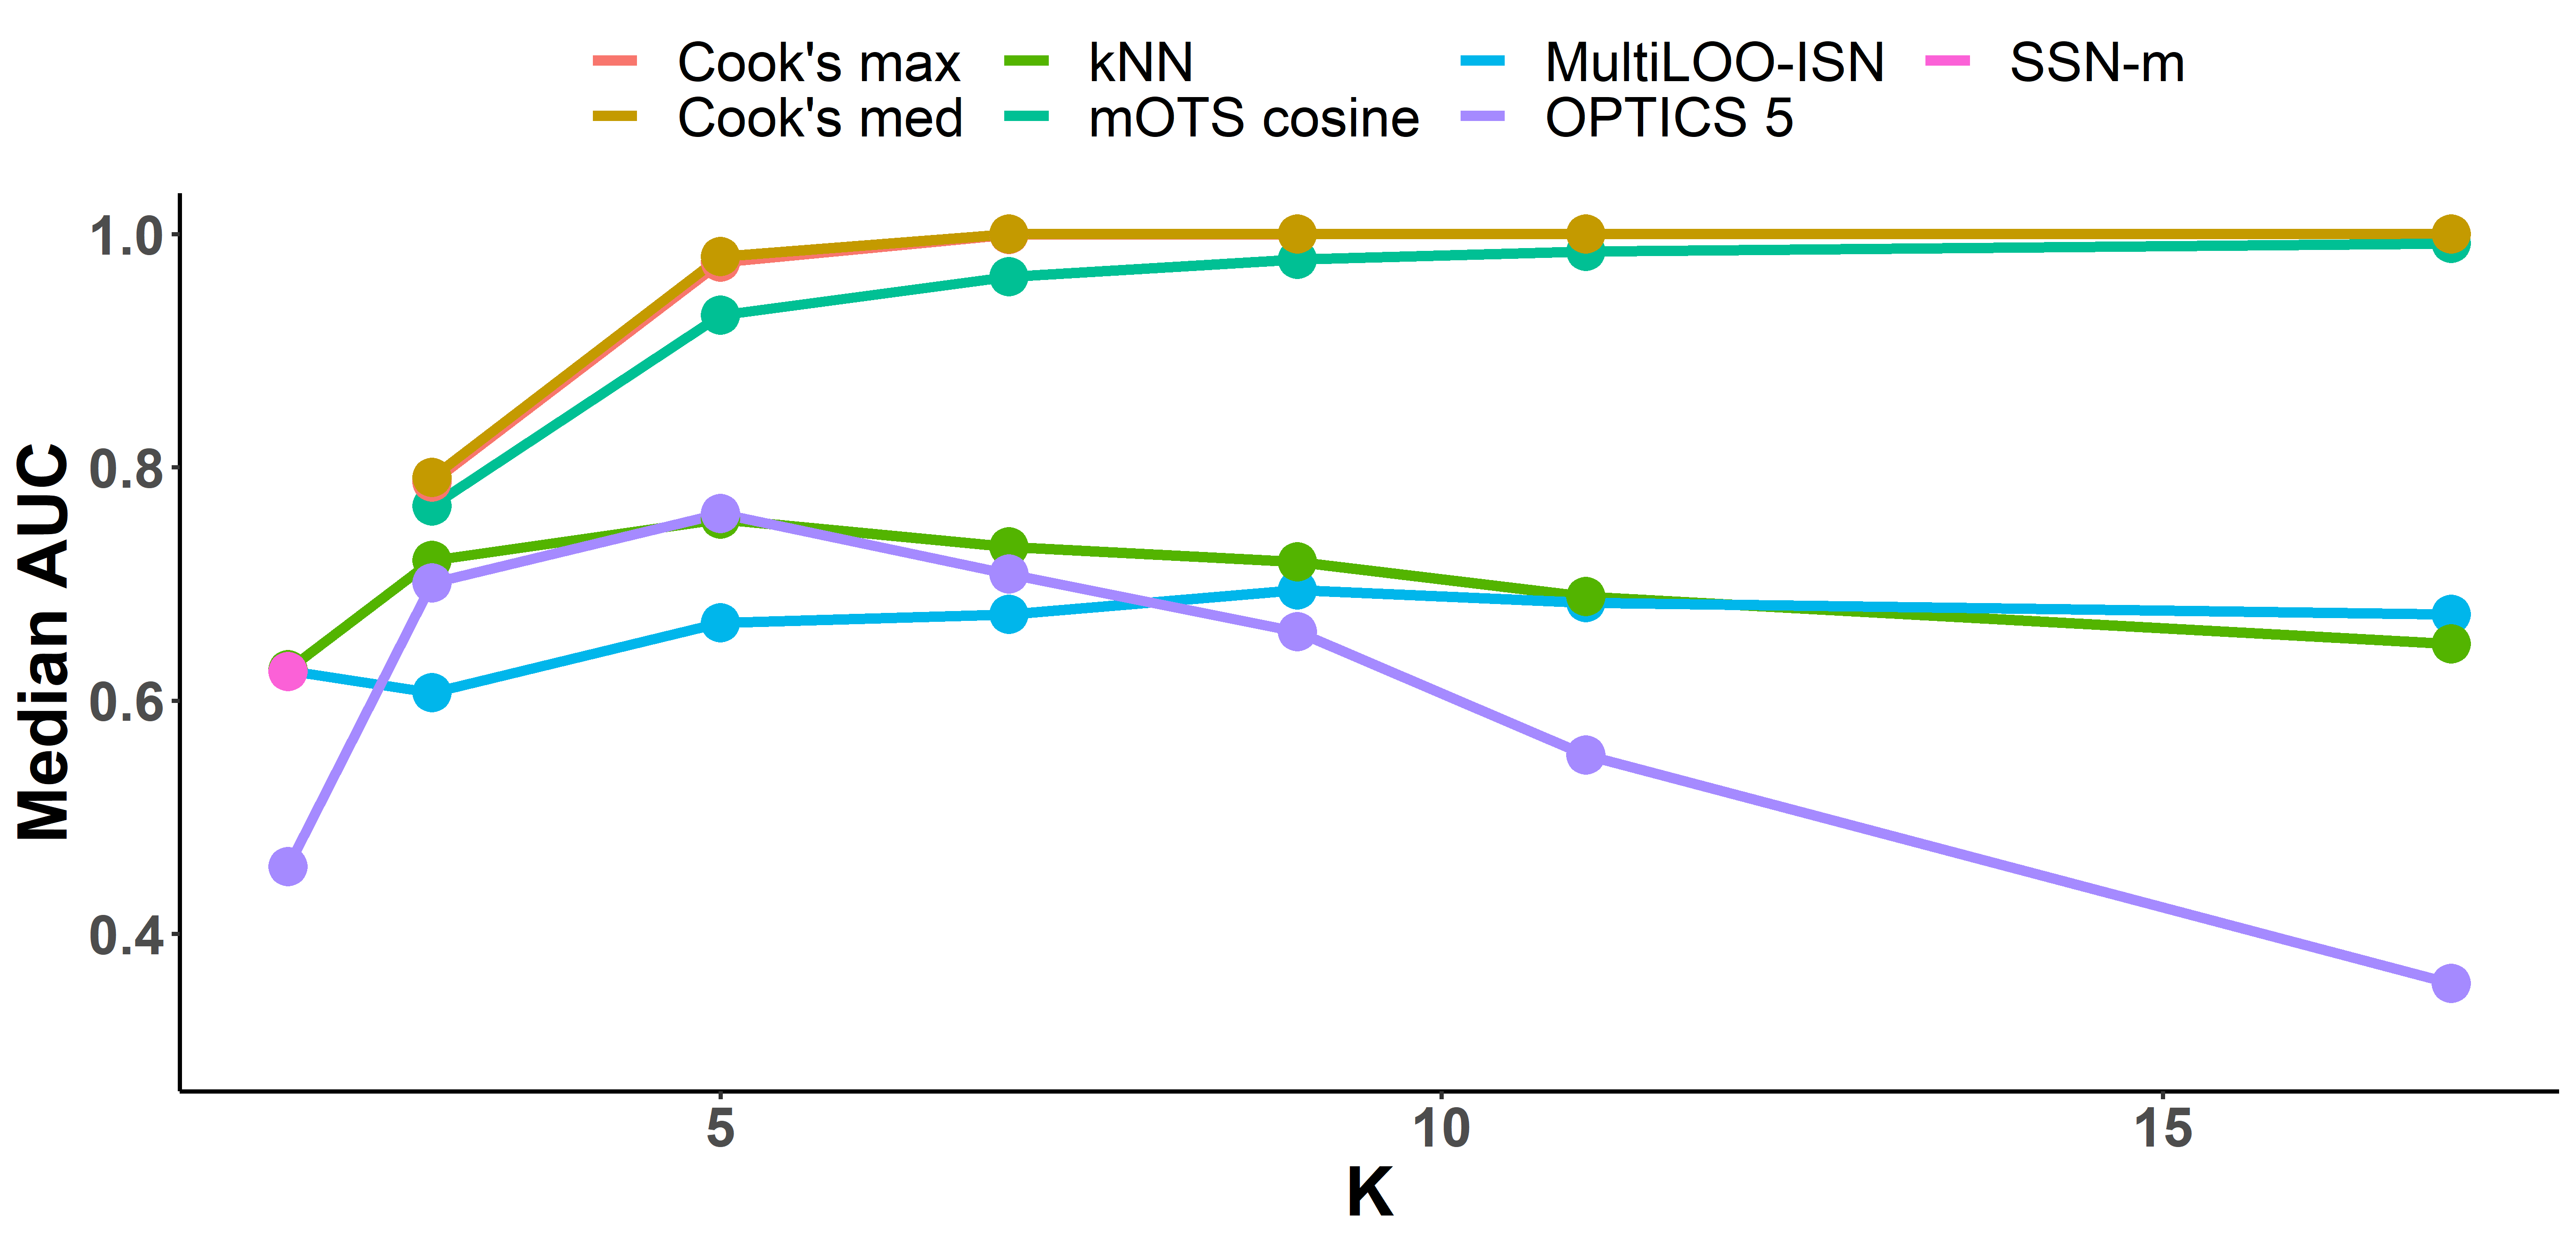 Cook's max kNN MultiLOO-ISN SSN-m
Cook's med mOTS cosine OPTICS 5
1.0
0.8
0.6
0.4
Median AUC
5 10 15
K